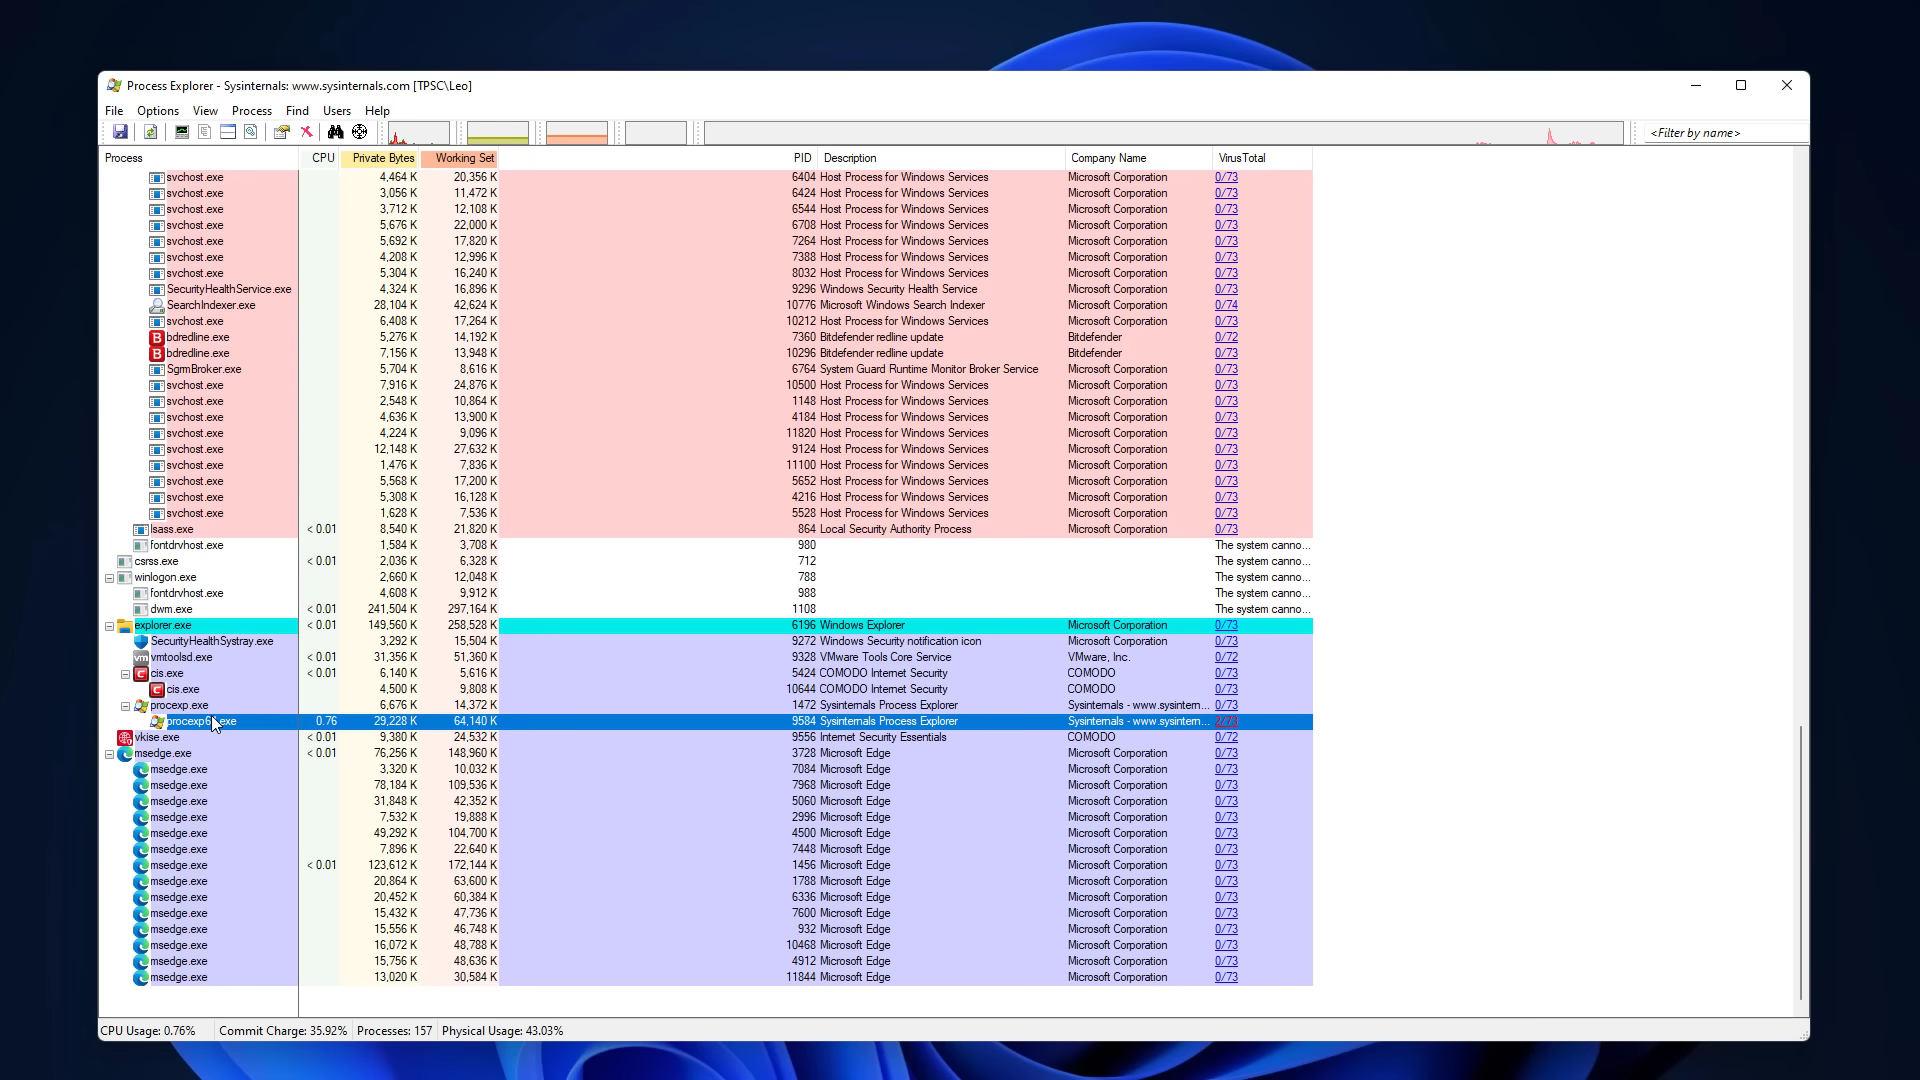 Process Explorer - Sysinternals: www.sysinternals.com [TPSC\Leo]
File Options View Process Find Users Help
<Filter by name>
Process CPU Private Bytes Working Set PID Description Company Name VirusTotal
svchost.exe 4,464 K 20,356 K 6404 Host Process for Windows Services Microsoft Corporation 0/73
svchost.exe 3,056 K 11,472 K 6424 Host Process for Windows Services Microsoft Corporation 0/73
svchost.exe 3,712 K 12,108 K 6544 Host Process for Windows Services Microsoft Corporation 0/73
svchost.exe 5,676 K 22,000 K 6708 Host Process for Windows Services Microsoft Corporation 0/73
svchost.exe 5,692 K 17,820 K 7264 Host Process for Windows Services Microsoft Corporation 0/73
svchost.exe 4,208 K 12,996 K 7388 Host Process for Windows Services Microsoft Corporation 0/73
svchost.exe 5,304 K 16,240 K 8032 Host Process for Windows Services Microsoft Corporation 0/73
SecurityHealthService.exe 4,324 K 16,896 K 9296 Windows Security Health Service Microsoft Corporation 0/73
SearchIndexer.exe 28,104 K 42,624 K 10776 Microsoft Windows Search Indexer Microsoft Corporation 0/74
svchost.exe 6,408 K 17,264 K 10212 Host Process for Windows Services Microsoft Corporation 0/73
bdredline.exe 5,276 K 14,192 K 7360 Bitdefender redline update Bitdefender 0/72
bdredline.exe 7,156 K 13,948 K 10296 Bitdefender redline update Bitdefender 0/73
SgrmBroker.exe 5,704 K 8,616 K 6764 System Guard Runtime Monitor Broker Service Microsoft Corporation 0/73
svchost.exe 7,916 K 24,876 K 10500 Host Process for Windows Services Microsoft Corporation 0/73
svchost.exe 2,548 K 10,864 K 1148 Host Process for Windows Services Microsoft Corporation 0/73
svchost.exe 4,636 K 13,900 K 4184 Host Process for Windows Services Microsoft Corporation 0/73
svchost.exe 4,224 K 9,096 K 11820 Host Process for Windows Services Microsoft Corporation 0/73
svchost.exe 12,148 K 27,632 K 9124 Host Process for Windows Services Microsoft Corporation 0/73
svchost.exe 1,476 K 7,836 K 11100 Host Process for Windows Services Microsoft Corporation 0/73
svchost.exe 5,568 K 17,200 K 5652 Host Process for Windows Services Microsoft Corporation 0/73
svchost.exe 5,308 K 16,128 K 4216 Host Process for Windows Services Microsoft Corporation 0/73
svchost.exe 1,628 K 7,536 K 5528 Host Process for Windows Services Microsoft Corporation 0/73
lsass.exe < 0.01 8,540 K 21,820 K 864 Local Security Authority Process Microsoft Corporation 0/73
fontdrvhost.exe 1,584 K 3,708 K 980 The system canno...
csrss.exe < 0.01 2,036 K 6,328 K 712 The system canno...
winlogon.exe 2,660 K 12,048 K 788 The system canno...
fontdrvhost.exe 4,608 K 9,912 K 988 The system canno...
dwm.exe < 0.01 241,504 K 297,164 K 1108 The system canno...
explorer.exe < 0.01 149,560 K 258,528 K 6196 Windows Explorer Microsoft Corporation 0/73
SecurityHealthSystray.exe 3,292 K 15,504 K 9272 Windows Security notification icon Microsoft Corporation 0/73
vmtoolsd.exe < 0.01 31,356 K 51,360 K 9328 VMware Tools Core Service VMware, Inc. 0/72
cis.exe < 0.01 6,140 K 5,616 K 5424 COMODO Internet Security COMODO 0/73
cis.exe 4,500 K 9,808 K 10644 COMODO Internet Security COMODO 0/73
procexp.exe 6,676 K 14,372 K 1472 Sysinternals Process Explorer Sysinternals - www.sysintern... 0/73
0.76 29,228 K 64,140 K 9584 Sysinternals Process Explorer Sysinternals - www.sysintern...
vkise.exe < 0.01 9,380 K 24,532 K 9556 Internet Security Essentials COMODO 0/72
msedge.exe < 0.01 76,256 K 148,960 K 3728 Microsoft Edge Microsoft Corporation 0/73
msedge.exe 3,320 K 10,032 K 7084 Microsoft Edge Microsoft Corporation 0/73
msedge.exe 78,184 K 109,536 K 7968 Microsoft Edge Microsoft Corporation 0/73
msedge.exe 31,848 K 42,352 K 5060 Microsoft Edge Microsoft Corporation 0/73
msedge.exe 7,532 K 19,888 K 2996 Microsoft Edge Microsoft Corporation 0/73
msedge.exe 49,292 K 104,700 K 4500 Microsoft Edge Microsoft Corporation 0/73
msedge.exe 7,896 K 22,640 K 7448 Microsoft Edge Microsoft Corporation 0/73
msedge.exe < 0.01 123,612 K 172,144 K 1456 Microsoft Edge Microsoft Corporation 0/73
msedge.exe 20,864 K 63,600 K 1788 Microsoft Edge Microsoft Corporation 0/73
msedge.exe 20,452 K 60,384 K 6336 Microsoft Edge Microsoft Corporation 0/73
msedge.exe 15,432 K 47,736 K 7600 Microsoft Edge Microsoft Corporation 0/73
msedge.exe 15,556 K 46,748 K 932 Microsoft Edge Microsoft Corporation 0/73
msedge.exe 16,072 K 48,788 K 10468 Microsoft Edge Microsoft Corporation 0/73
msedge.exe 15,756 K 48,636 K 4912 Microsoft Edge Microsoft Corporation 0/73
msedge.exe 13,020 K 30,584 K 11844 Microsoft Edge Microsoft Corporation 0/73
CPU Usage: 0.76% Commit Charge: 35.92% Processes: 157 Physical Usage: 43.03%